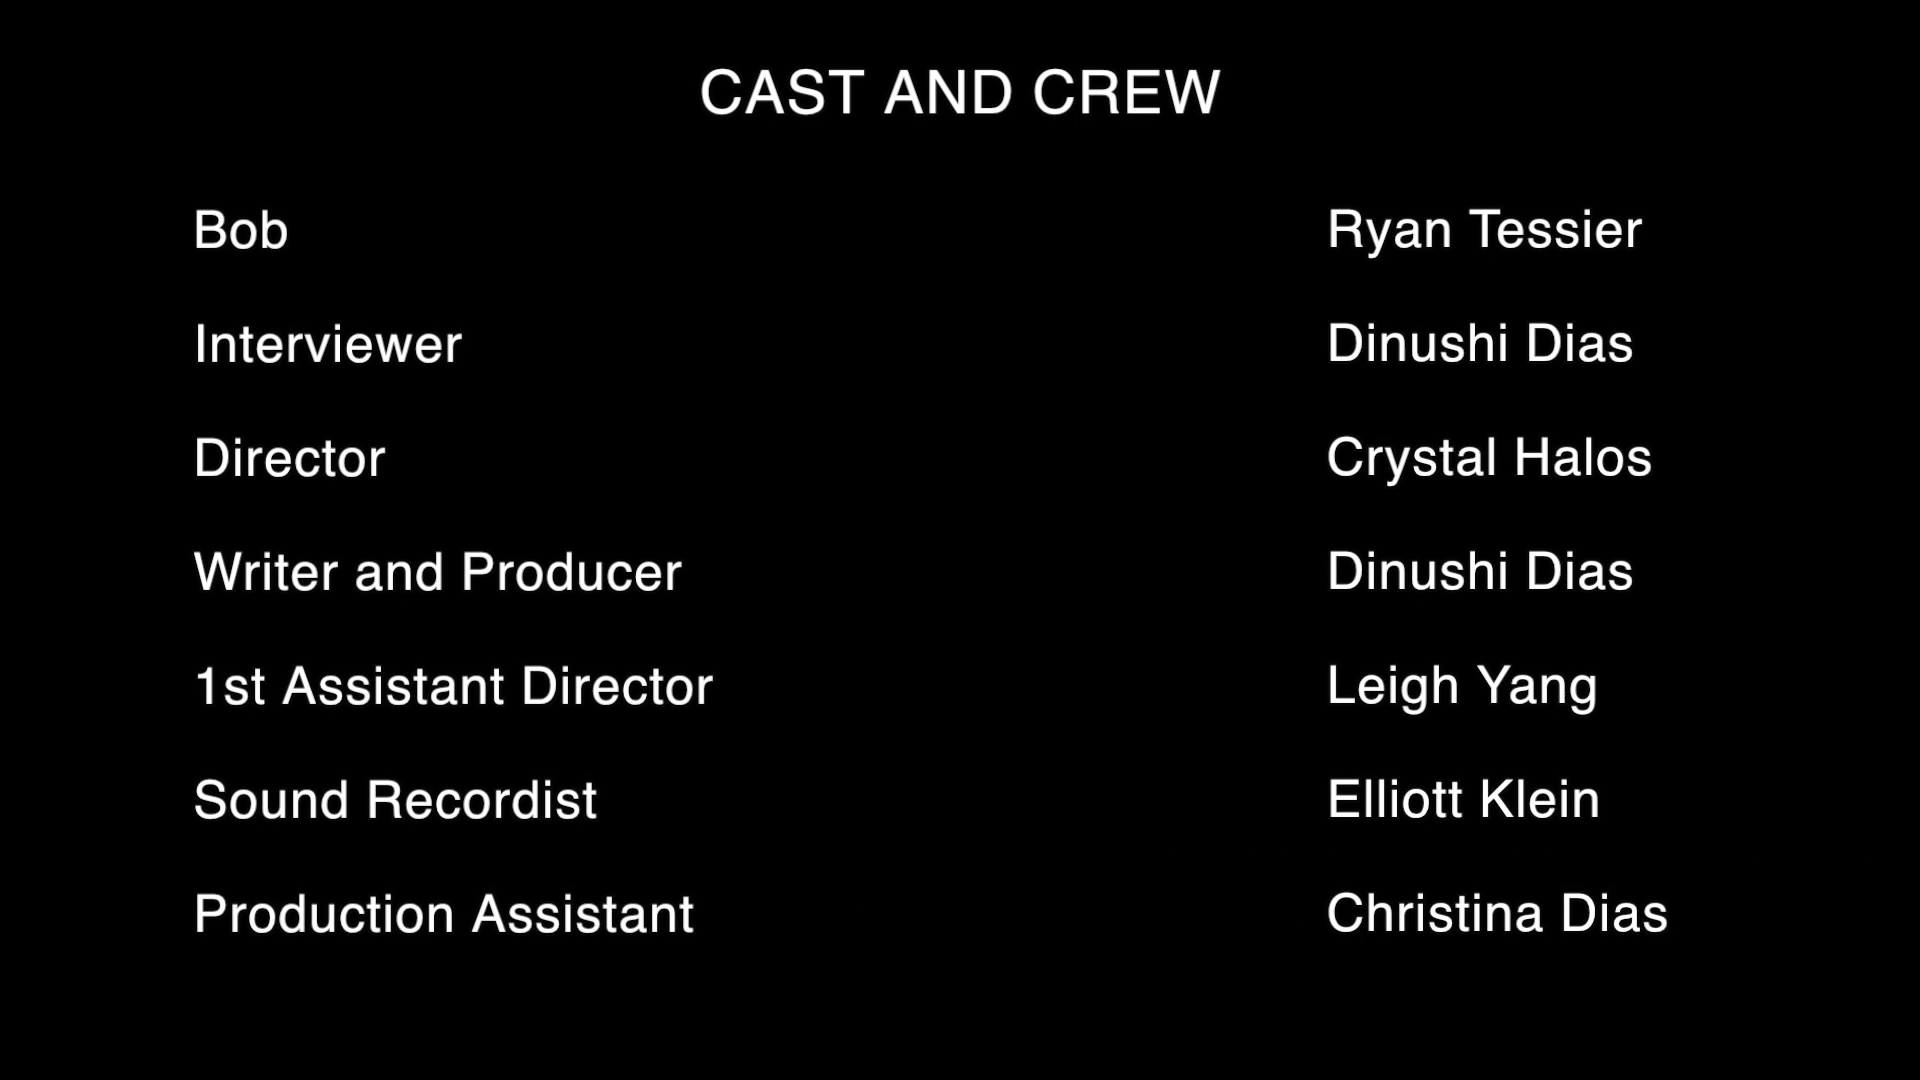 CAST AND CREW
Bob Ryan Tessier
Interviewer Dinushi Dias
Director Crystal Halos
Writer and Producer Dinushi Dias
1st Assistant Director Leigh Yang
Sound Recordist Elliott Klein
Production Assistant Christina Dias